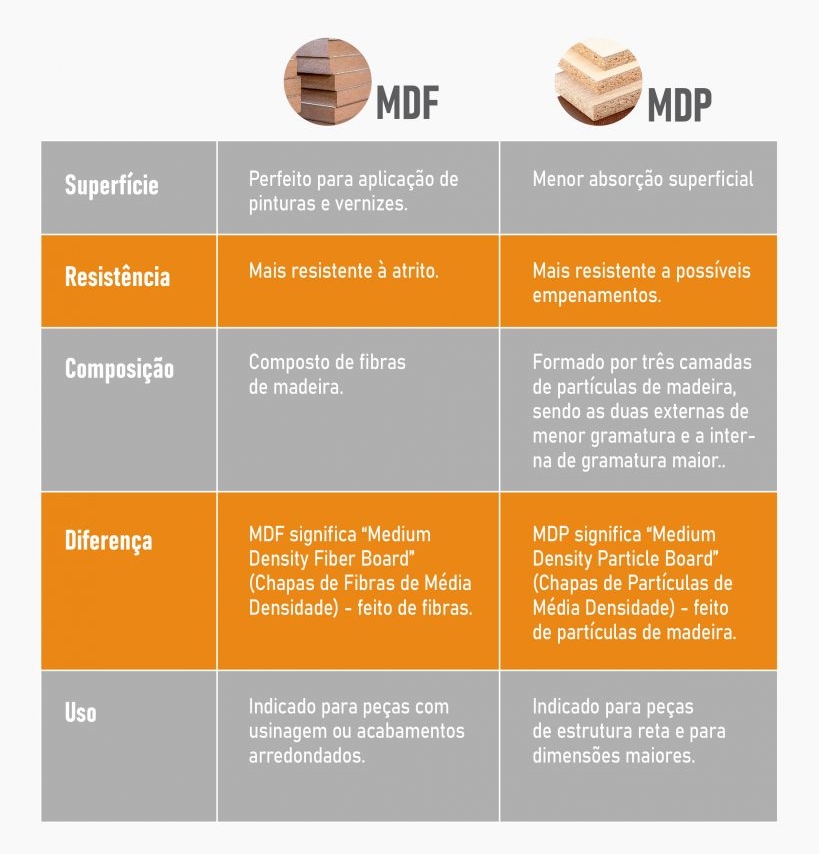 MDF
MDP
Superfície
Perfeito para aplicação de
pinturas e vernizes.
Menor absorção superficial
Resistência
Mais resistente à atrito.
Mais resistente a possíveis
empenamentos.
Composição
Composto de fibras
de madeira.
Formado por três camadas
de partículas de madeira,
sendo as duas externas de
menor gramatura e a inter-
na de gramatura maior..
Diferença
MDF significa “Medium
Density Fiber Board”
(Chapas de Fibras de Média
Densidade) - feito de fibras.
MDP significa “Medium
Density Particle Board”
(Chapas de Partículas de
Média Densidade) - feito
de partículas de madeira.
Uso
Indicado para peças com
usinagem ou acabamentos
arredondados.
Indicado para peças
de estrutura reta e para
dimensões maiores.